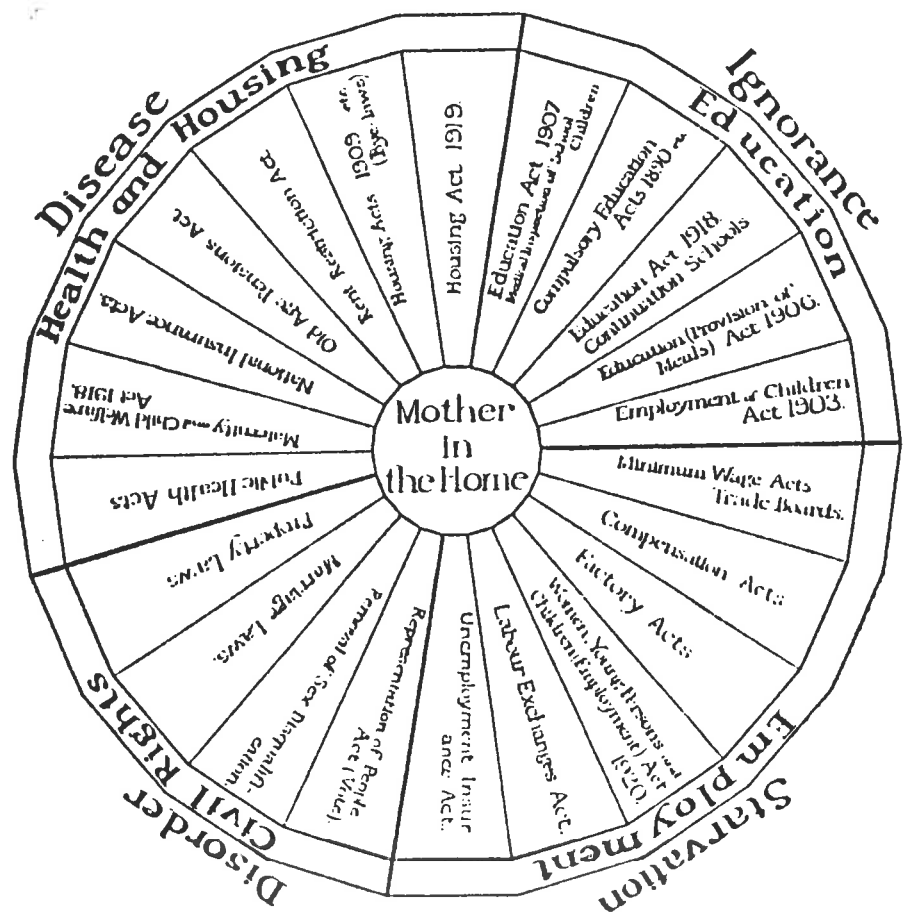 Mother
in
the Home
Disease
Health and Housing
Public Health Acts
Maternity and Child Welfare
Act 1918.
National Insurance Acts.
Old Age Pensions Act
Rent Restriction Act.
Housing Acts 1909
(Bye-laws)
Housing Act 1919.
Ignorance
Education
Education Act 1907
Medical Inspection of School
Children
Compulsory Education
Acts 1890
Education Act 1918.
Continuation Schools
Education (Provision of
Meals) Act 1906.
Employment of Children
Act 1903.
Starvation
Employment
Minimum Wage Acts
Trade Boards.
Compensation Acts
Factory Acts
Women, Young Persons and
Children (Employment) Act
1920.
Labour Exchanges Act.
Unemployment Insur
ance Act.
Disorder
Civil Rights
Representation of People
Act (Vote).
Removal of Sex Disqualifi-
cation.
Marriage Laws.
Property Laws